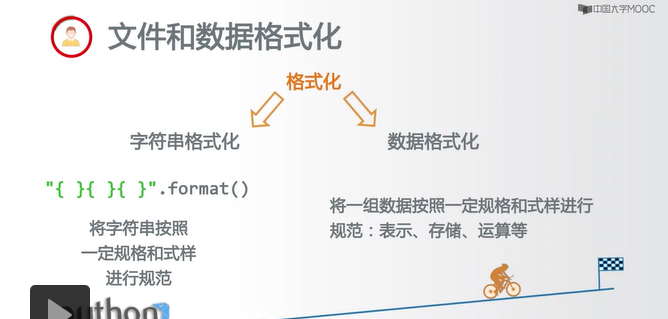 中国大学MOOC
文件和数据格式化
格式化
字符串格式化
数据格式化
"{ }{ }{ }".format()
将字符串按照
一定规格和式样
进行规范
将一组数据按照一定规格和式样进行
规范：表示、存储、运算等